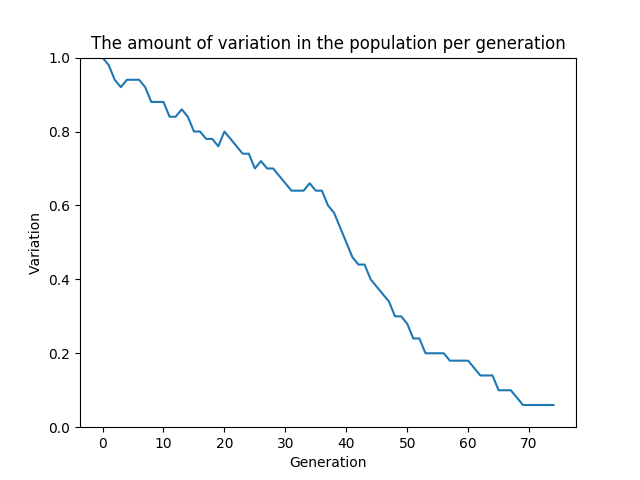 The amount of variation in the population per generation
1.0
0.8
0.6
0.4
0.2
0.0
Variation
0 10 20 30 40 50 60 70
Generation